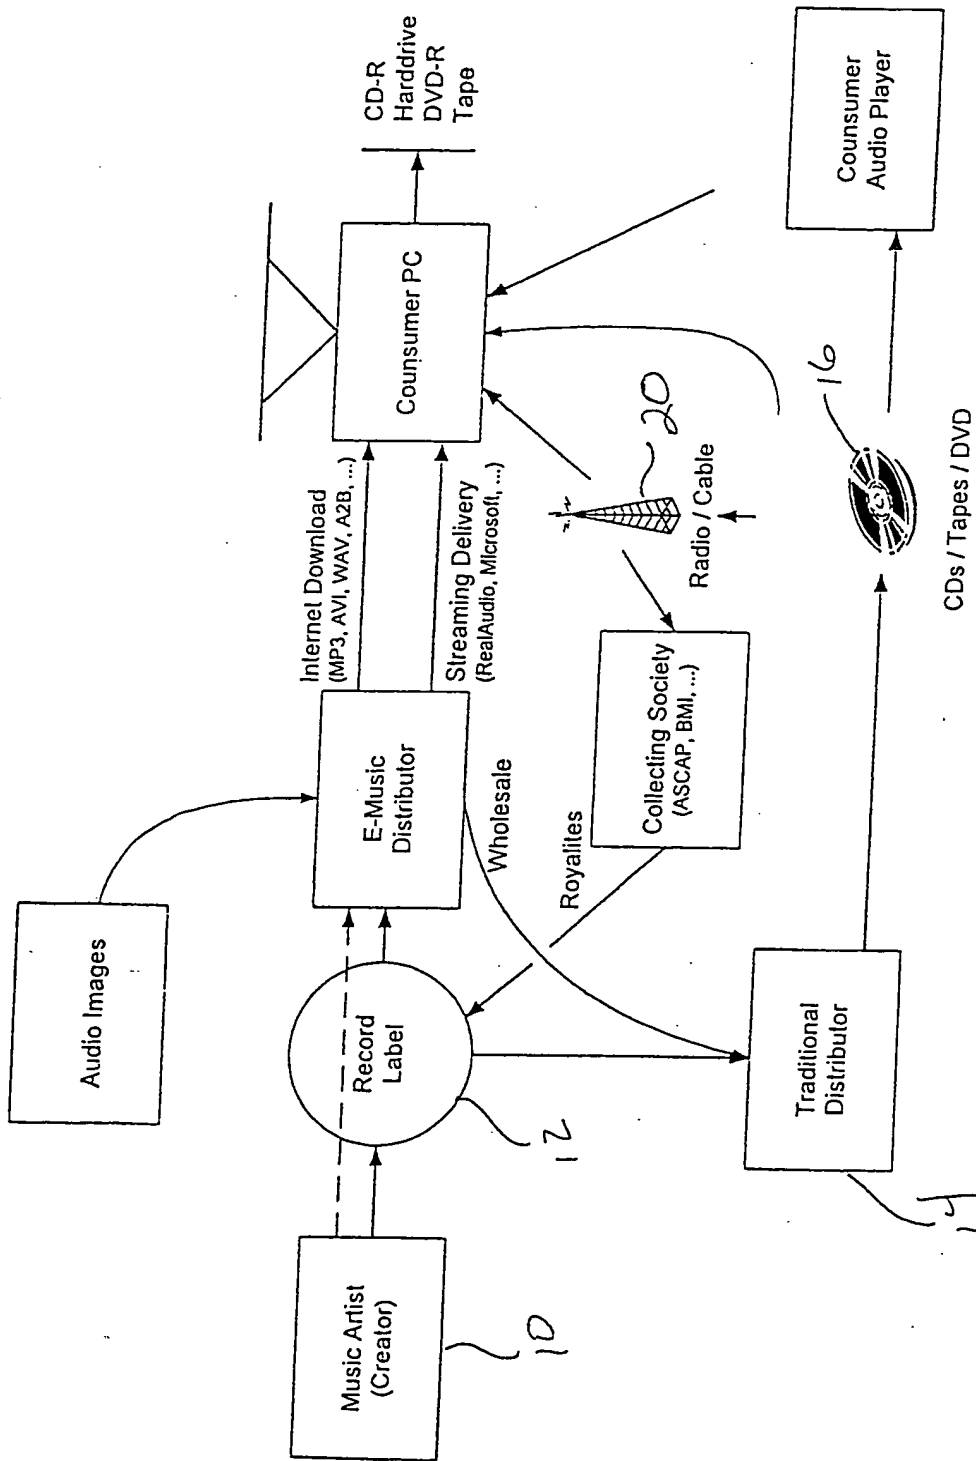 Audio Images
Music Artist
(Creator)
10
Record
Label
12
E-Music
Distributor
Internet Download
(MP3, AVI, WAV, A2B, ...)
Streaming Delivery
(RealAudio, Microsoft, ...)
Counsumer PC
CD-R
Harddrive
DVD-R
Tape
Wholesale
Royalites
Collecting Society
(ASCAP, BMI, ...)
Radio / Cable
20
Traditional
Distributor
14
16
CDs / Tapes / DVD
Counsumer
Audio Player